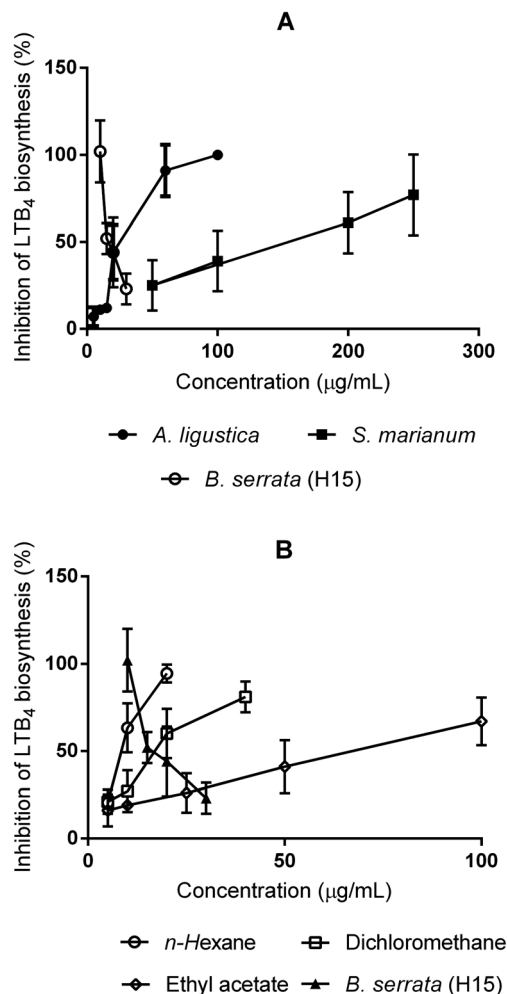 A
Inhibition of LTB4 biosynthesis (%)
150
100
50
0
0 100 200 300
Concentration (μg/mL)
A. ligustica S. marianum
B. serrata (H15)
B
Inhibition of LTB4 biosynthesis (%)
150
100
50
0
0 50 100
Concentration (μg/mL)
n-Hexane Dichloromethane
Ethyl acetate B. serrata (H15)